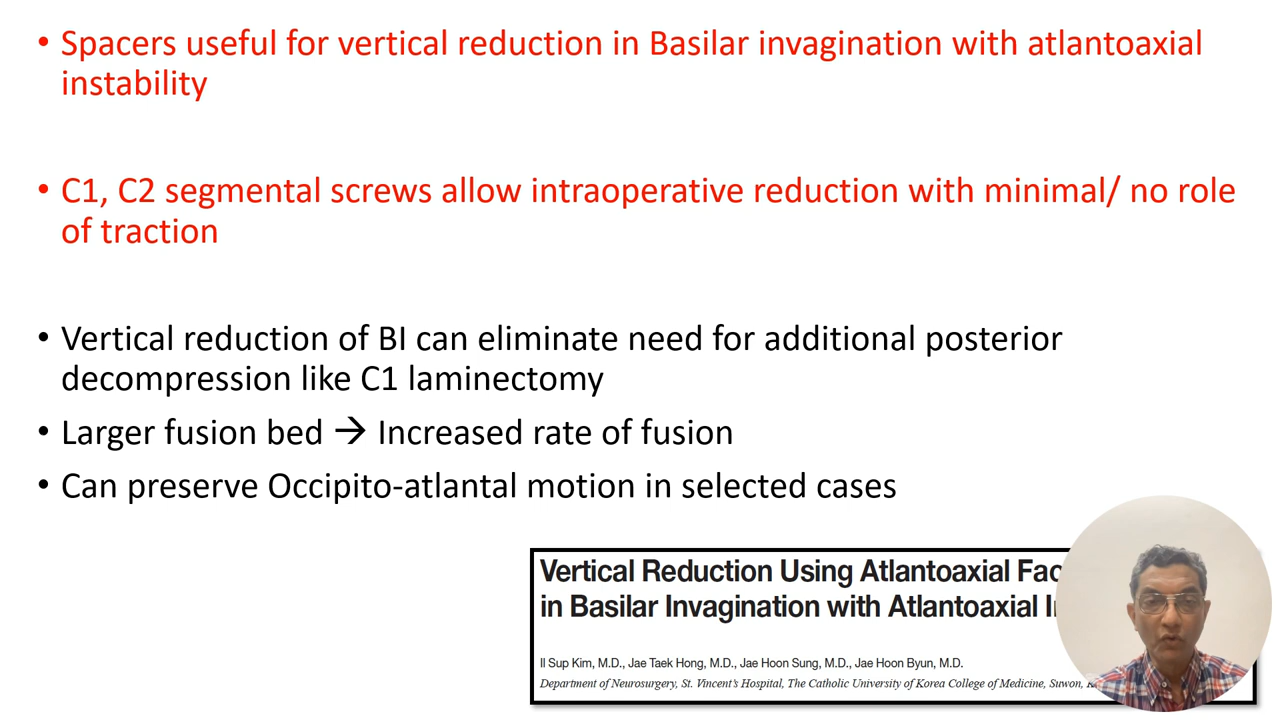 • Spacers useful for vertical reduction in Basilar invagination with atlantoaxial
instability
• C1, C2 segmental screws allow intraoperative reduction with minimal/ no role
of traction
• Vertical reduction of BI can eliminate need for additional posterior
decompression like C1 laminectomy
• Larger fusion bed → Increased rate of fusion
• Can preserve Occipito-atlantal motion in selected cases
Vertical Reduction Using Atlantoaxial
in Basilar Invagination with Atlantoaxial
Il Sup Kim, M.D., Jae Taek Hong, M.D., Jae Hoon Sung, M.D., Jae Hoon Byun, M.D.
Department of Neurosurgery, St. Vincent's Hospital, The Catholic University of Korea College of Medicine, Suwon,